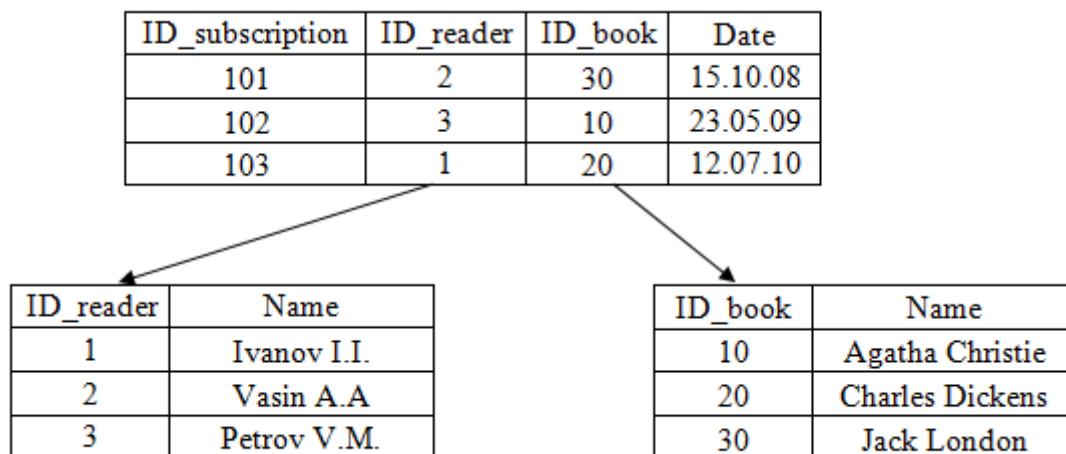 ID_subscription ID_reader ID_book Date
101 2 30 15.10.08
102 3 10 23.05.09
103 1 20 12.07.10
ID_reader Name
1 Ivanov I.I.
2 Vasin A.A
3 Petrov V.M.
ID_book Name
10 Agatha Christie
20 Charles Dickens
30 Jack London